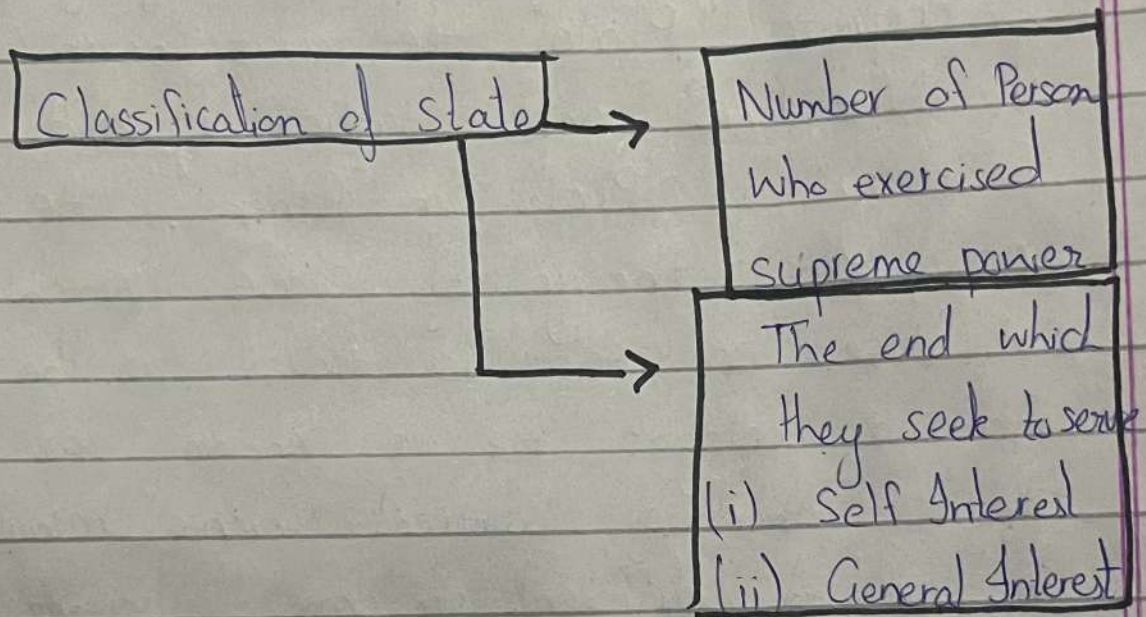 Classification of state
Number of Person
who exercised
supreme power
The end which
they seek to serve
(i) Self Interest
(ii) General Interest